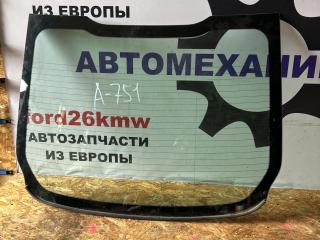 ИЗ ЕВРОПЫ
АВТОМЕХАНИ
А-751
ford26kmw
АВТОЗАПЧАСТИ
ИЗ ЕВРОПЫ